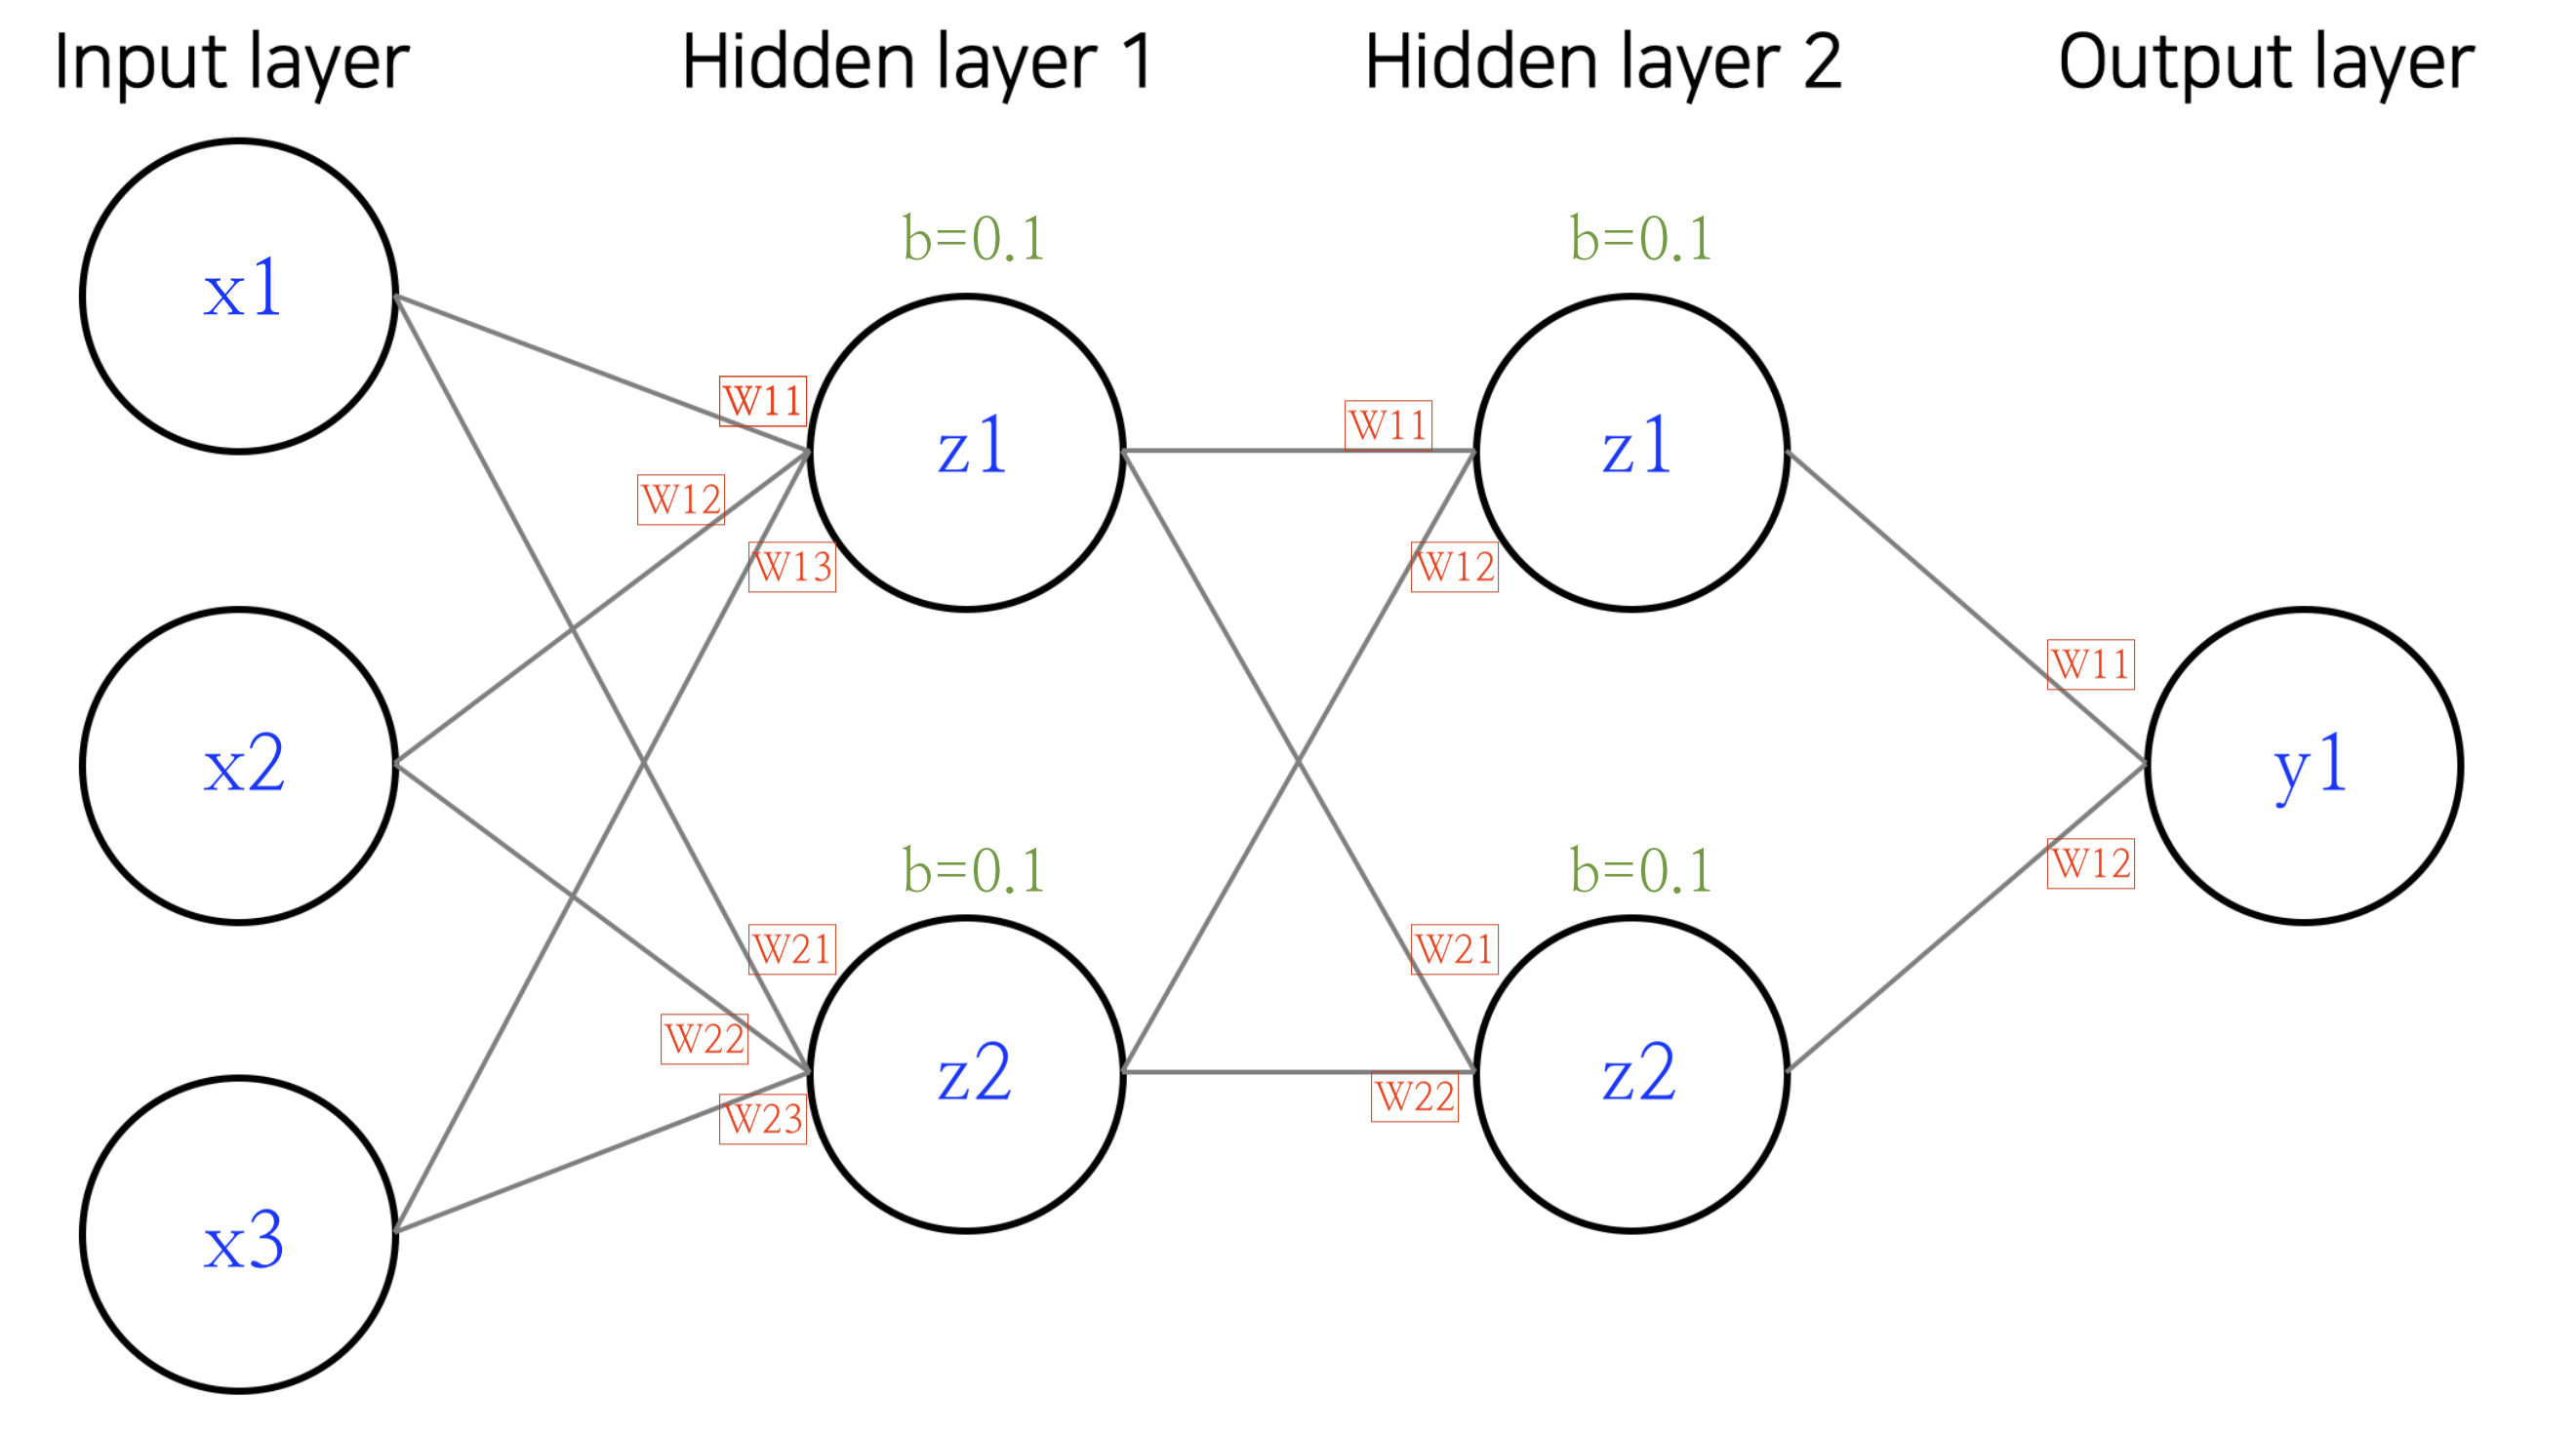 Input layer
Hidden layer 1
Hidden layer 2
Output layer
x1
x2
x3
b=0.1
z1
b=0.1
z2
W11
W12
W13
W21
W22
W23
b=0.1
z1
b=0.1
z2
W11
W12
W21
W22
y1
W11
W12